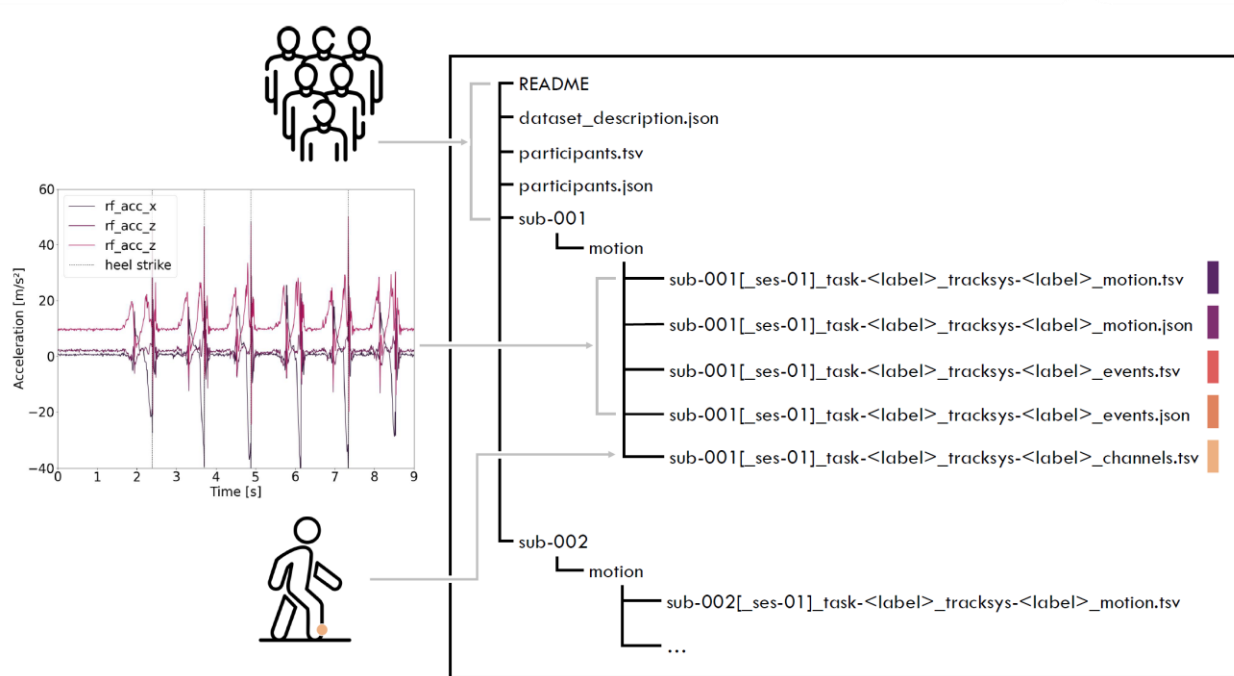 README
dataset_description.json
participants.tsv
participants.json
sub-001
motion
sub-001[_ses-01]_task-<label>_tracksys-<label>_motion.tsv
sub-001[_ses-01]_task-<label>_tracksys-<label>_motion.json
sub-001[_ses-01]_task-<label>_tracksys-<label>_events.tsv
sub-001[_ses-01]_task-<label>_tracksys-<label>_events.json
sub-001[_ses-01]_task-<label>_tracksys-<label>_channels.tsv
sub-002
motion
sub-002[_ses-01]_task-<label>_tracksys-<label>_motion.tsv
...
rf_acc_x
rf_acc_z
rf_acc_z
heel strike
Acceleration [m/s²]
60
40
20
0
−20
−40
0 1 2 3 4 5 6 7 8 9
Time [s]